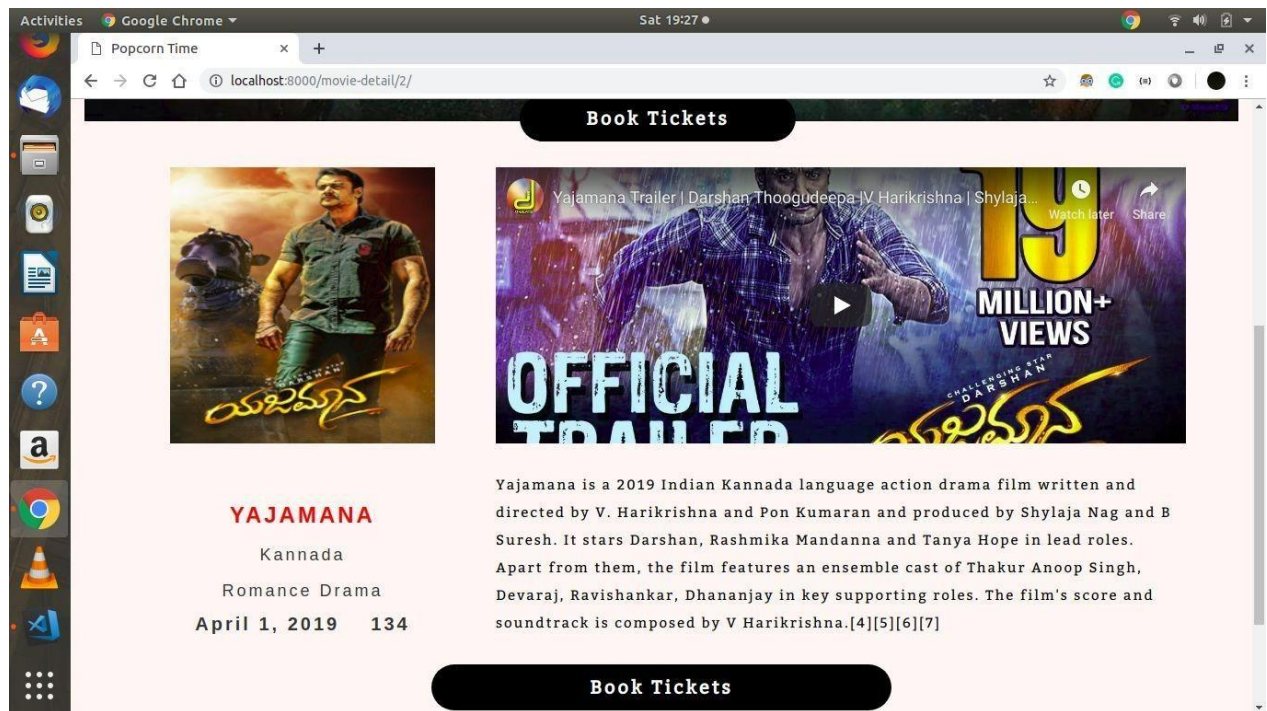 Activities Google Chrome Sat 19:27
Popcorn Time
localhost:8000/movie-detail/2/
Book Tickets
DARSHAN
ಯಜಮಾನ
Yajamana Trailer | Darshan Thoogudeepa |V Harikrishna | Shylaja...
Watch later Share
19
MILLION+
VIEWS
OFFICIAL
TRAILER
CHALLENGING STAR
DARSHAN
ಯಜಮಾನ
YAJAMANA
Kannada
Romance Drama
April 1, 2019 134
Yajamana is a 2019 Indian Kannada language action drama film written and
directed by V. Harikrishna and Pon Kumaran and produced by Shylaja Nag and B
Suresh. It stars Darshan, Rashmika Mandanna and Tanya Hope in lead roles.
Apart from them, the film features an ensemble cast of Thakur Anoop Singh,
Devaraj, Ravishankar, Dhananjay in key supporting roles. The film's score and
soundtrack is composed by V Harikrishna.[4][5][6][7]
Book Tickets